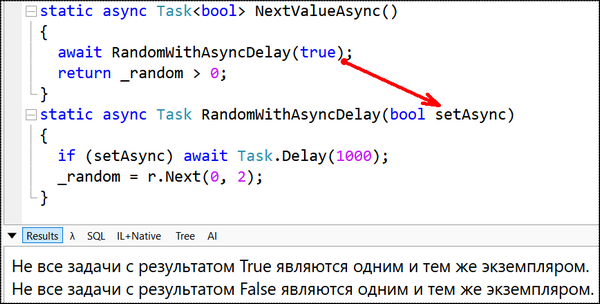 static async Task<bool> NextValueAsync()
{
await RandomWithAsyncDelay(true);
return _random > 0;
}
static async Task RandomWithAsyncDelay(bool setAsync)
{
if (setAsync) await Task.Delay(1000);
_random = r.Next(0, 2);
}
Results λ SQL IL+Native Tree AI
Не все задачи с результатом True являются одним и тем же экземпляром.
Не все задачи с результатом False являются одним и тем же экземпляром.